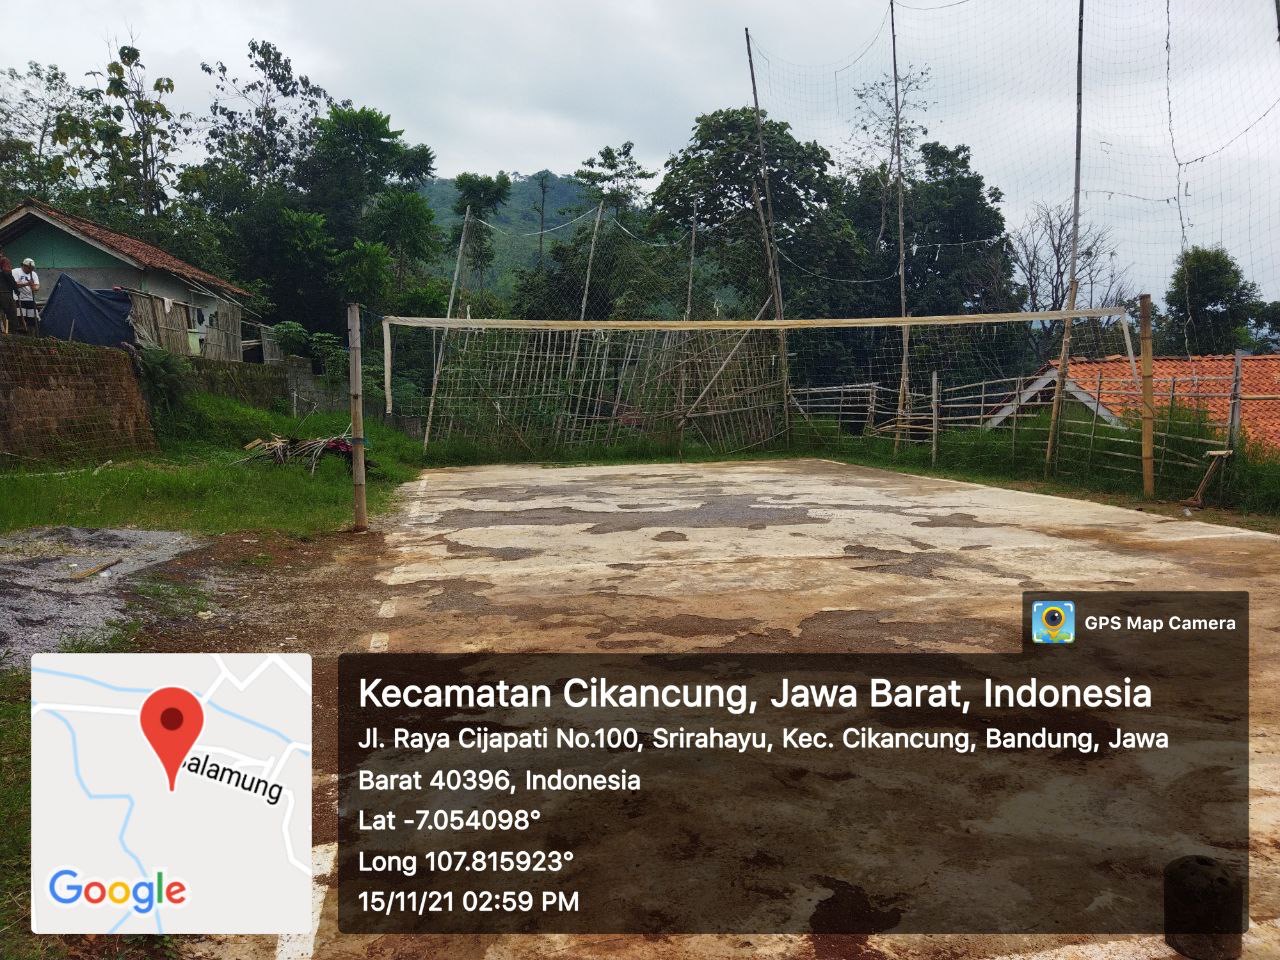 GPS Map Camera
Kecamatan Cikancung, Jawa Barat, Indonesia
Jl. Raya Cijapati No.100, Srirahayu, Kec. Cikancung, Bandung, Jawa
Barat 40396, Indonesia
Lat -7.054098°
Long 107.815923°
15/11/21 02:59 PM
alamung
Google